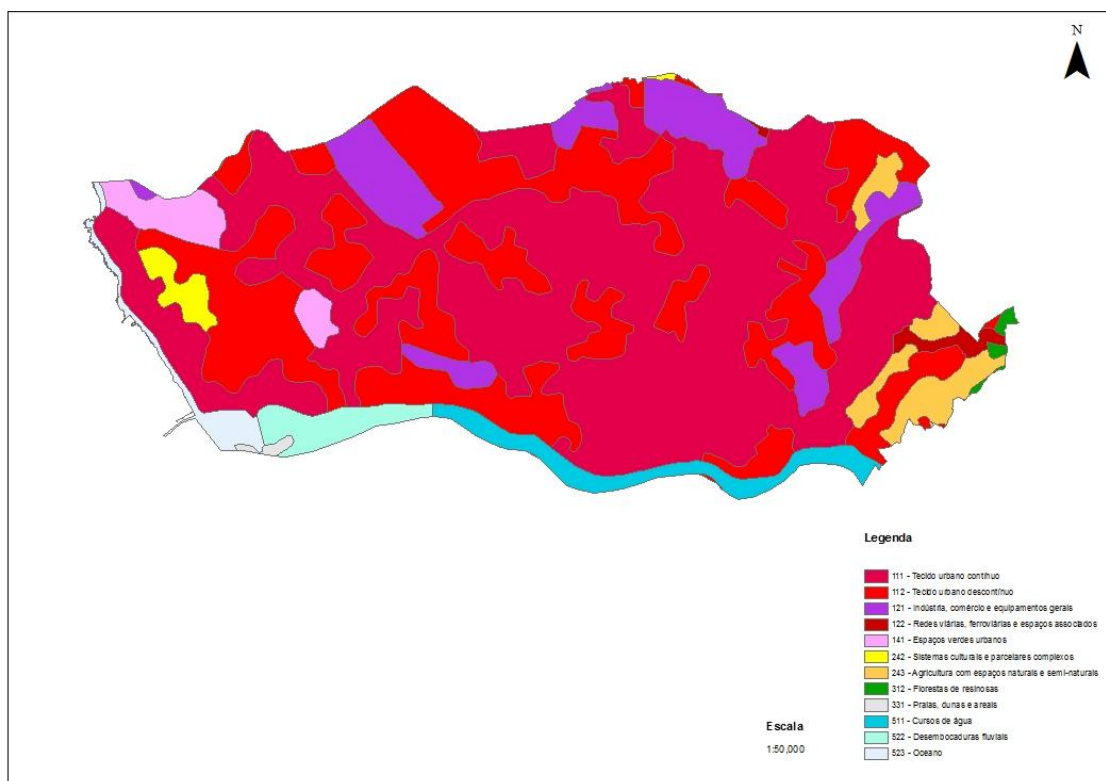 N
Legenda
111 - Tecido urbano contínuo
112 - Tecido urbano descontínuo
121 - Indústria, comércio e equipamentos gerais
122 - Redes viárias, ferroviárias e espaços associados
141 - Espaços verdes urbanos
242 - Sistemas culturais e parcelares complexos
243 - Agricultura com espaços naturais e semi-naturais
312 - Florestas de resinosas
331 - Praias, dunas e areais
511 - Cursos de água
522 - Desembocaduras fluviais
523 - Oceano
Escala
1:50,000